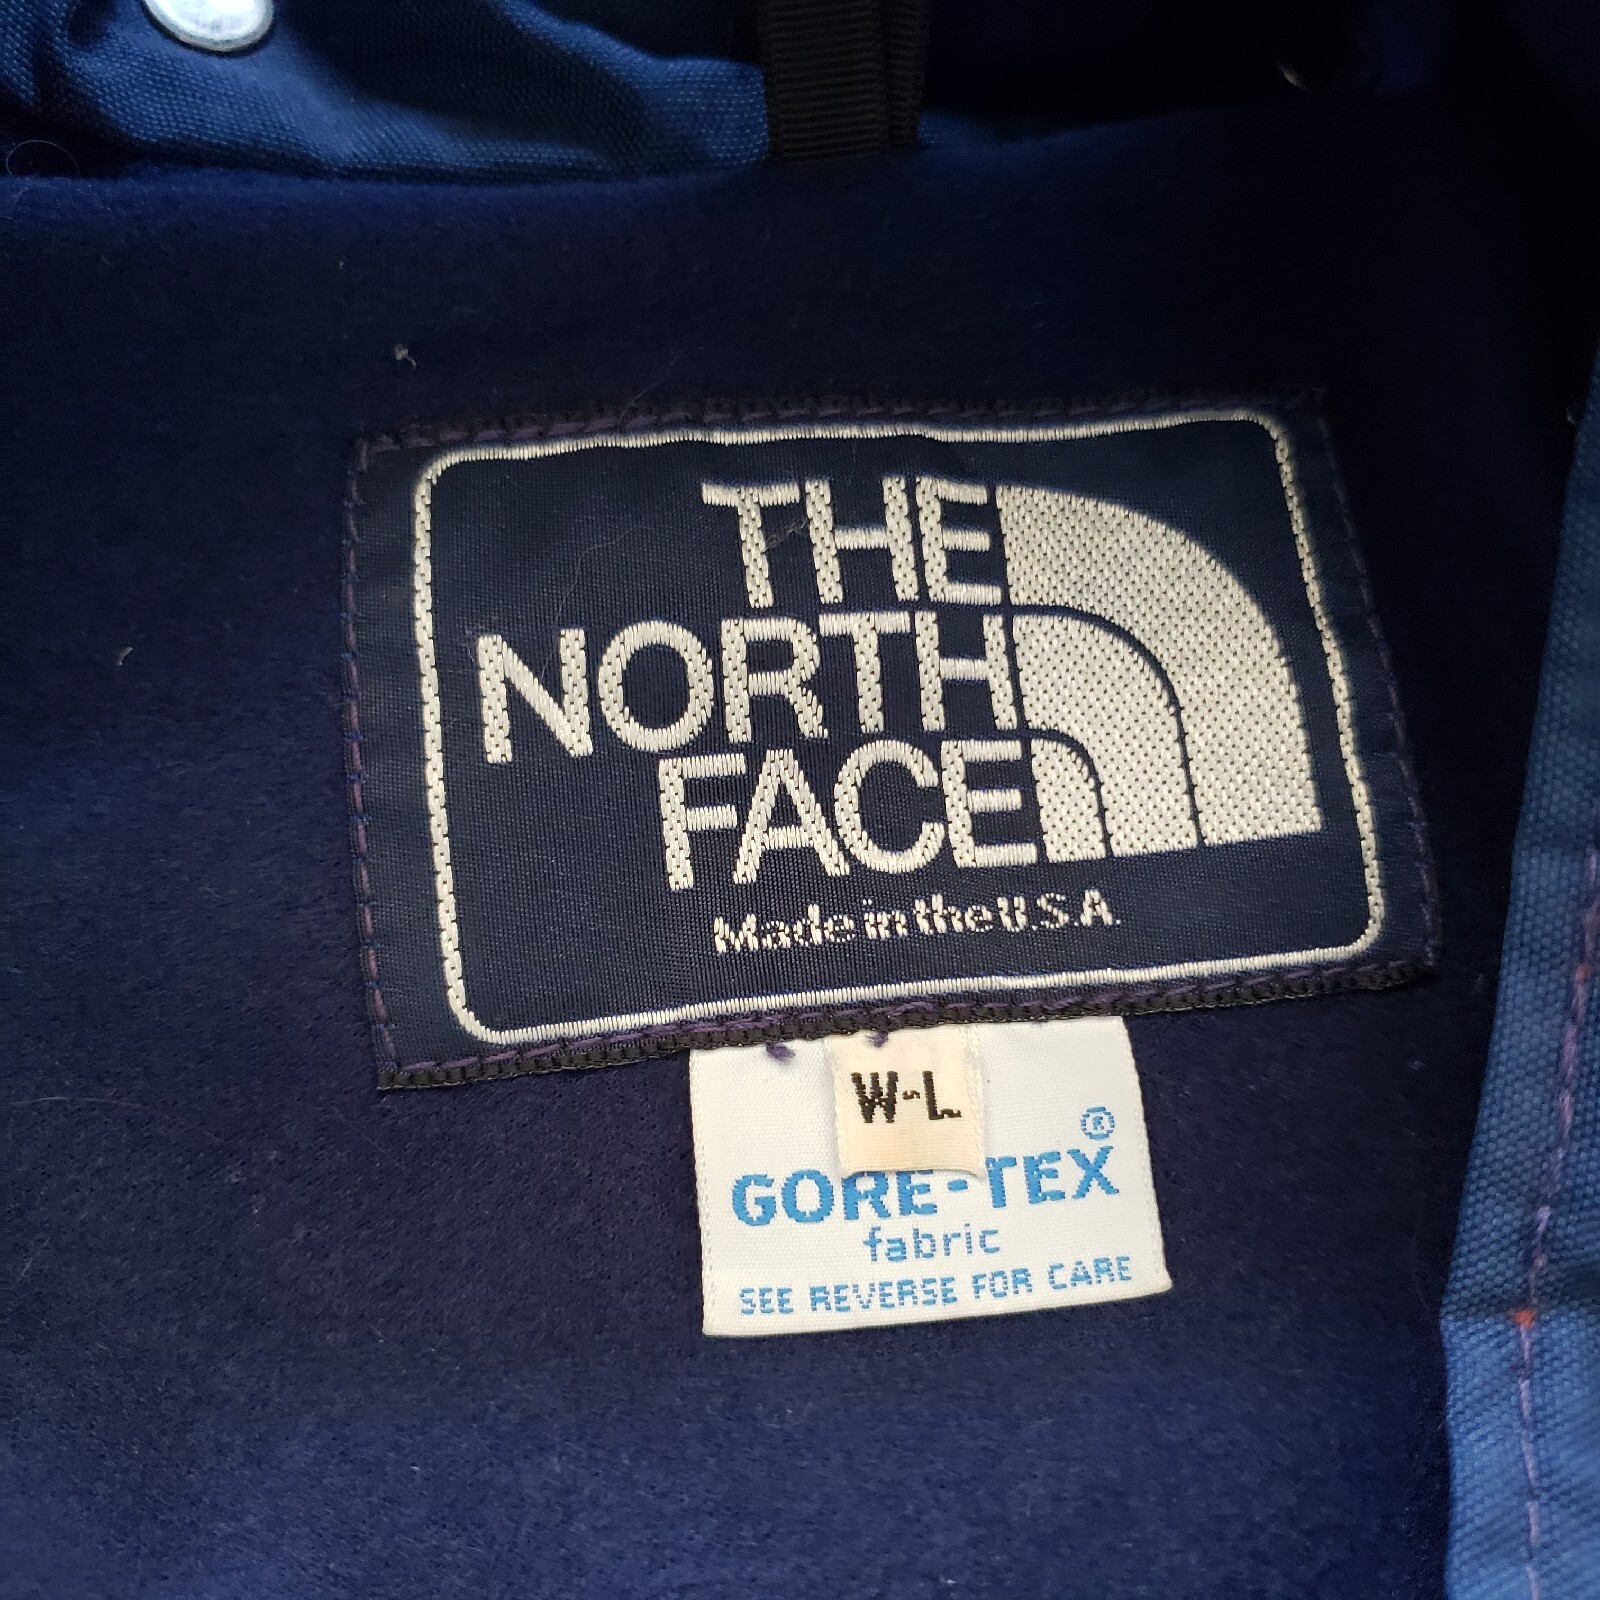 THE
NORTH
FACE
Made in the U.S.A.
W-L
GORE-TEX®
fabric
SEE REVERSE FOR CARE